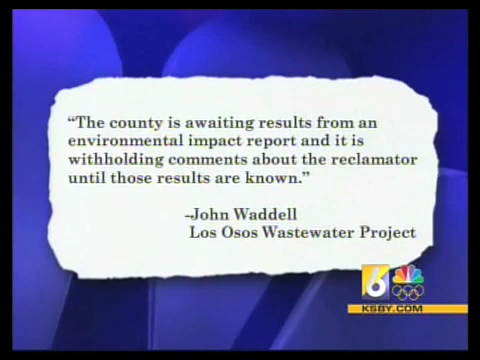 “The county is awaiting results from an
environmental impact report and it is
withholding comments about the reclamator
until those results are known.”
-John Waddell
Los Osos Wastewater Project
6
KSBY.COM